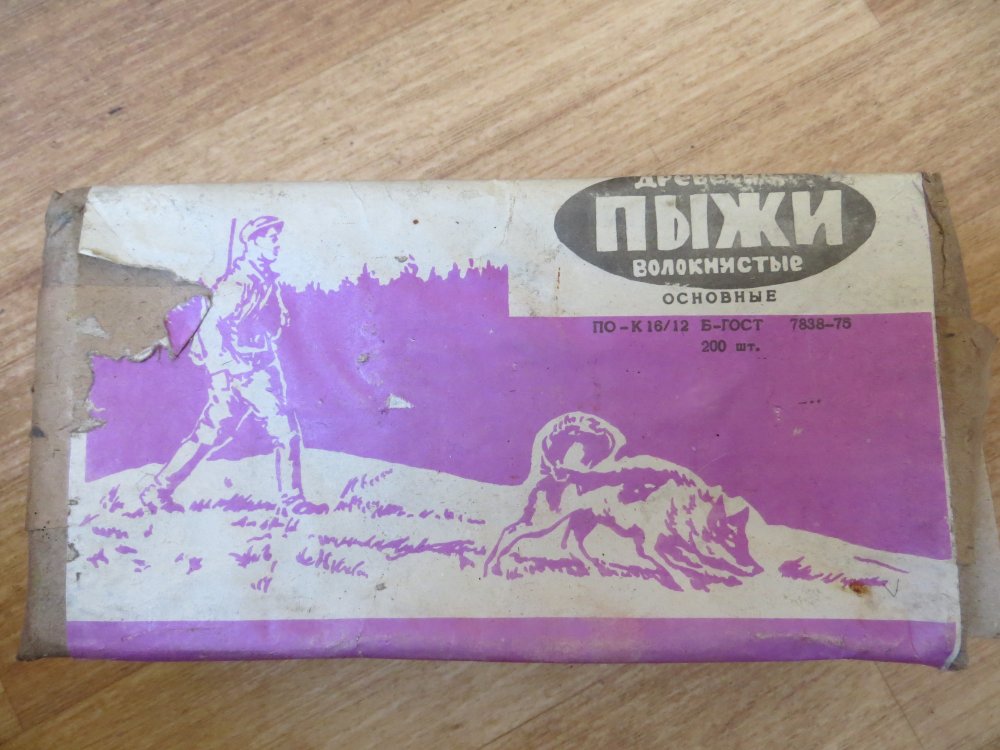 ПЫЖИ
ВОЛОКНИСТЫЕ
ОСНОВНЫЕ
ПО-К 16/12 Б-ГОСТ 7838-75
200 шт.